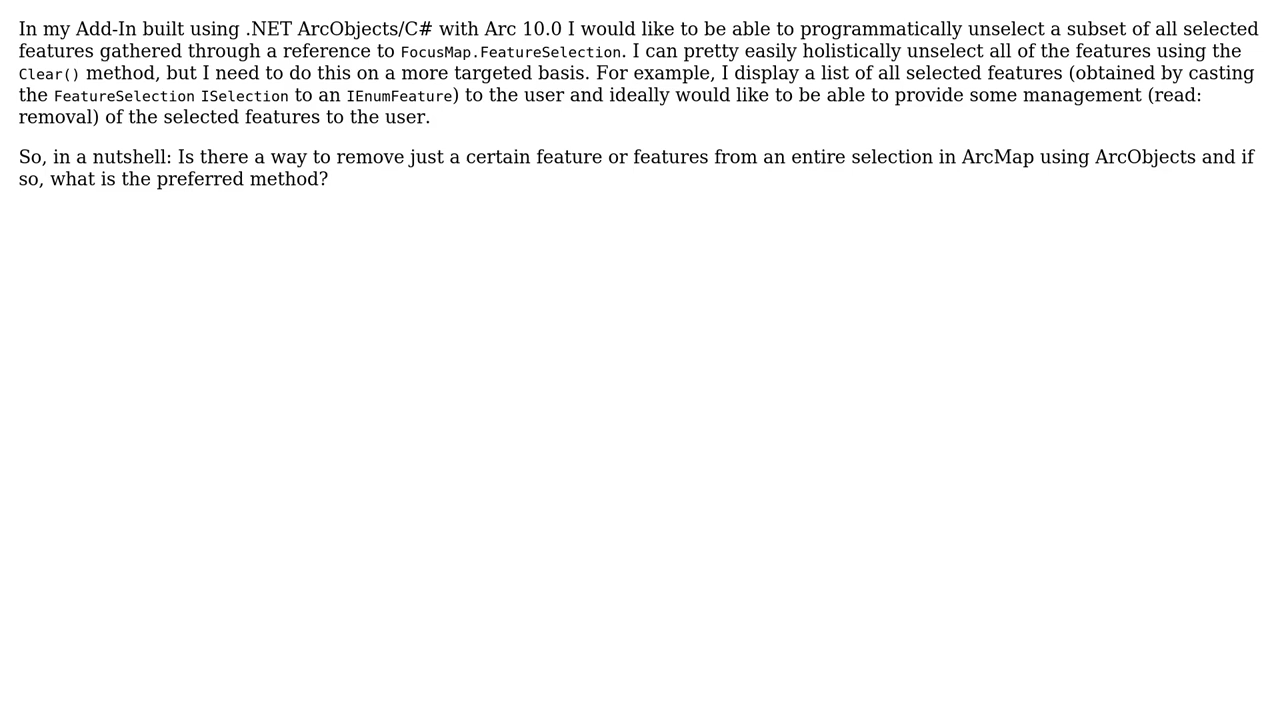 In my Add-In built using .NET ArcObjects/C# with Arc 10.0 I would like to be able to programmatically unselect a subset of all selected
features gathered through a reference to FocusMap.FeatureSelection. I can pretty easily holistically unselect all of the features using the
Clear() method, but I need to do this on a more targeted basis. For example, I display a list of all selected features (obtained by casting
the FeatureSelection ISelection to an IEnumFeature) to the user and ideally would like to be able to provide some management (read:
removal) of the selected features to the user.
So, in a nutshell: Is there a way to remove just a certain feature or features from an entire selection in ArcMap using ArcObjects and if
so, what is the preferred method?